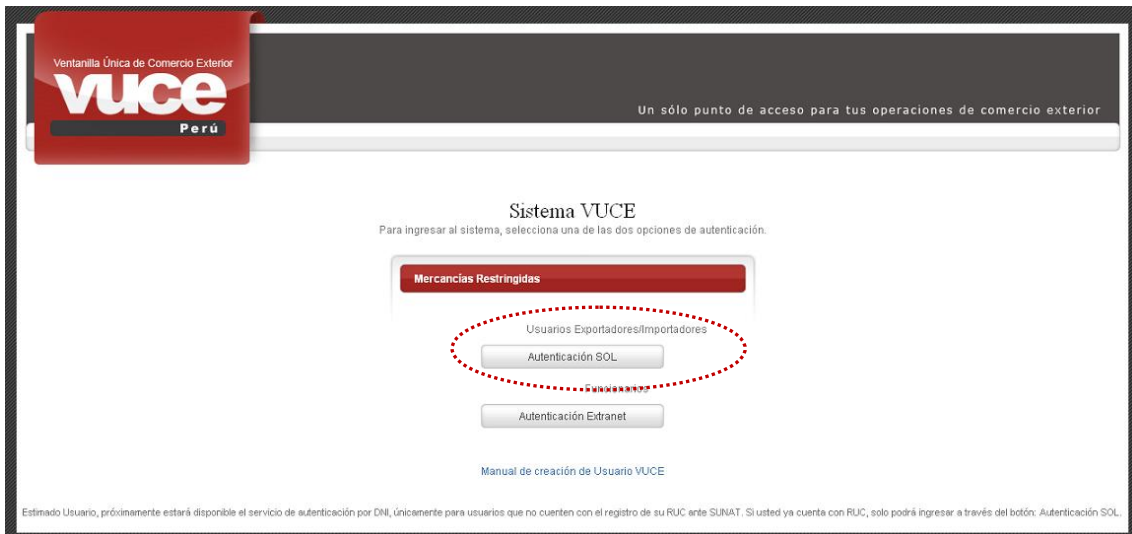 Ventanilla Única de Comercio Exterior
vuce
Perú
Un sólo punto de acceso para tus operaciones de comercio exterior
Sistema VUCE
Para ingresar al sistema, selecciona una de las dos opciones de autenticación.
Mercancías Restringidas
Usuarios Exportadores/Importadores
Autenticación SOL
Funcionarios
Autenticación Extranet
Manual de creación de Usuario VUCE
Estimado Usuario, próximamente estará disponible el servicio de autenticación por DNI, únicamente para usuarios que no cuenten con el registro de su RUC ante SUNAT. Si usted ya cuenta con RUC, solo podrá ingresar a través del botón: Autenticación SOL.